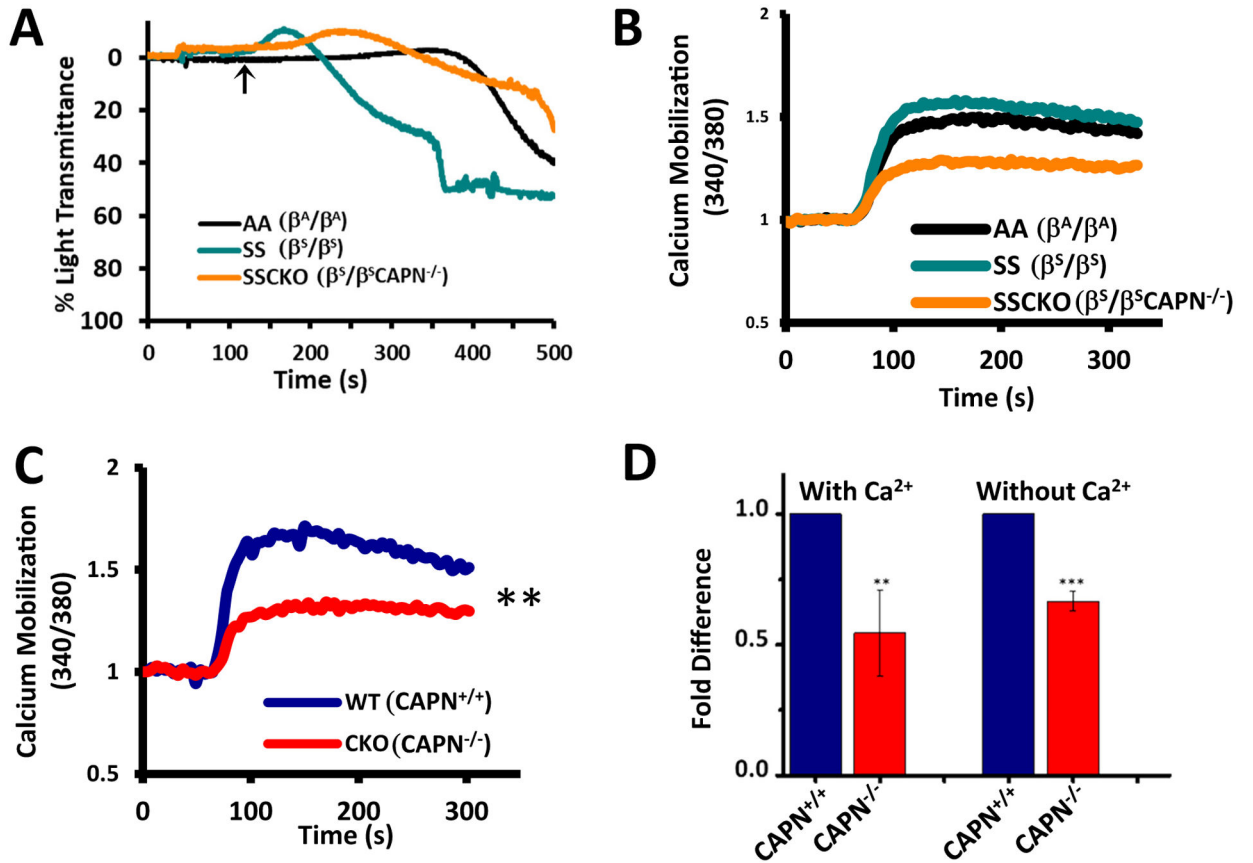 A
% Light Transmittance
0
20
40
60
80
100
AA (βᴬ/βᴬ)
SS (βˢ/βˢ)
SSCKO (βˢ/βˢCAPN⁻/⁻)
0 100 200 300 400 500
Time (s)
B
Calcium Mobilization
(340/380)
2
1.5
1
0.5
AA (βᴬ/βᴬ)
SS (βˢ/βˢ)
SSCKO (βˢ/βˢCAPN⁻/⁻)
0 100 200 300
Time (s)
C
Calcium Mobilization
(340/380)
2
1.5
1
0.5
**
WT (CAPN⁺/⁺)
CKO (CAPN⁻/⁻)
0 100 200 300
Time (s)
D
Fold Difference
With Ca²⁺ Without Ca²⁺
1.0
0.5
0.0
** ***
CAPN⁺/⁺ CAPN⁻/⁻ CAPN⁺/⁺ CAPN⁻/⁻